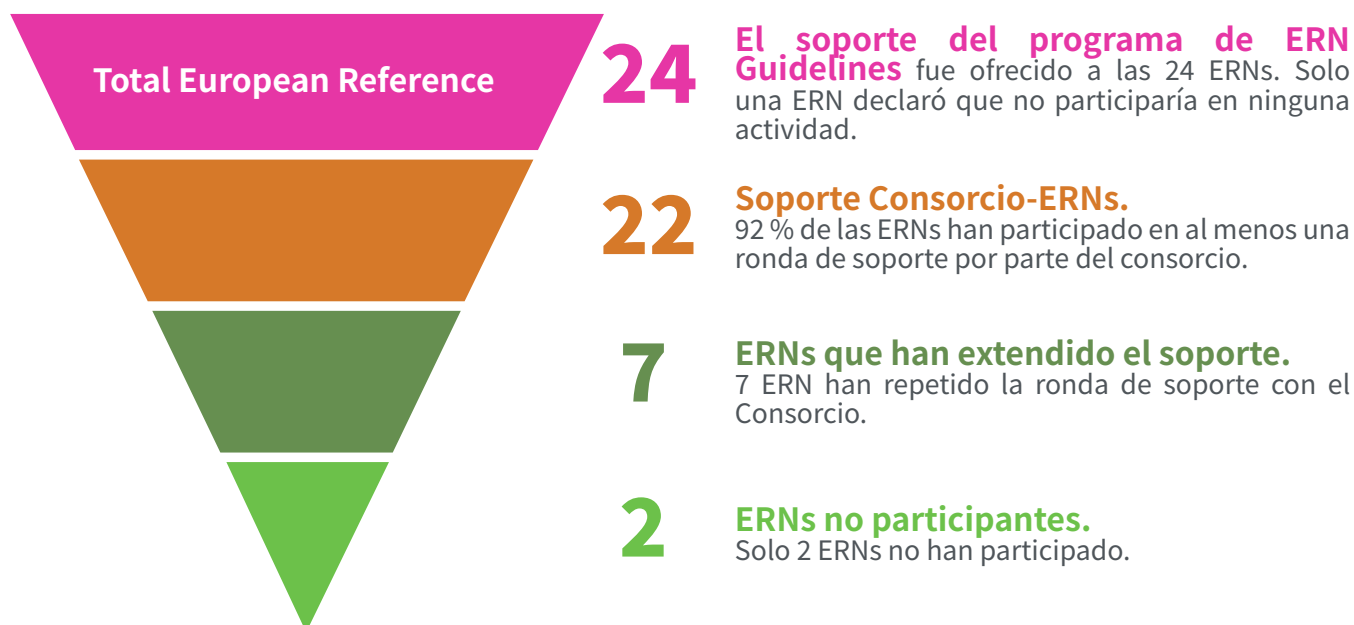 Total European Reference
24
El soporte del programa de ERN
Guidelines fue ofrecido a las 24 ERNs. Solo
una ERN declaró que no participaría en ninguna
actividad.
22
Soporte Consorcio-ERNs.
92 % de las ERNs han participado en al menos una
ronda de soporte por parte del consorcio.
7
ERNs que han extendido el soporte.
7 ERN han repetido la ronda de soporte con el
Consorcio.
2
ERNs no participantes.
Solo 2 ERNs no han participado.